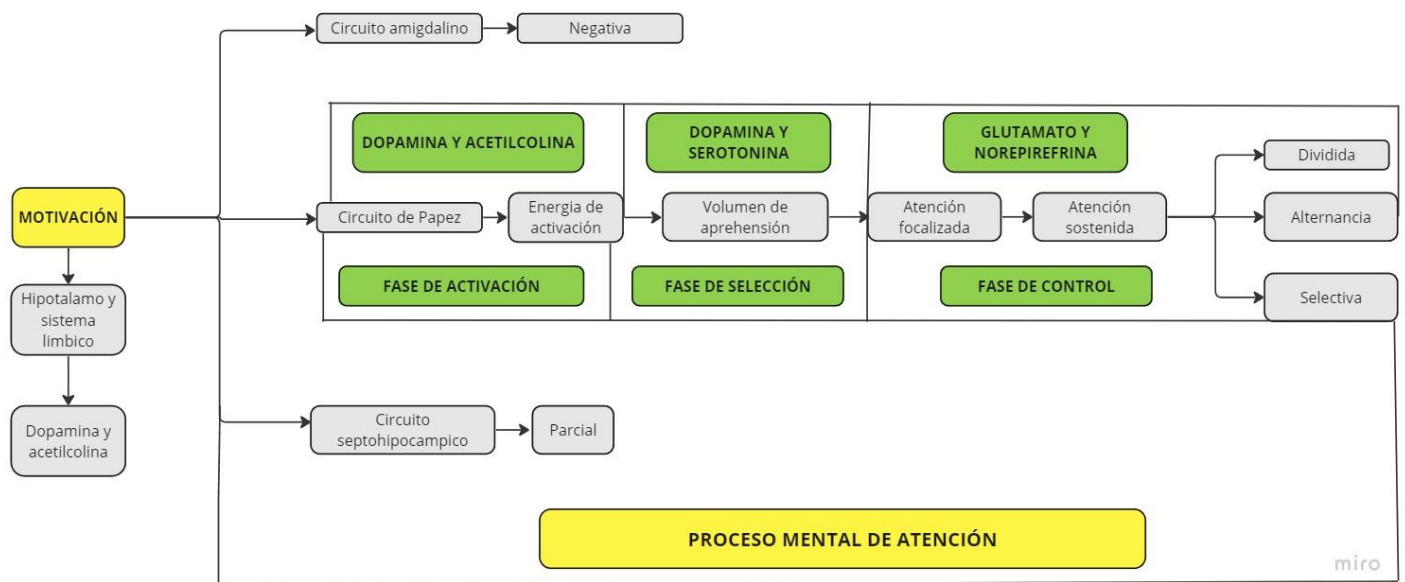 Circuito amigdalino
Negativa
DOPAMINA Y ACETILCOLINA
DOPAMINA Y
SEROTONINA
GLUTAMATO Y
NOREPIREFRINA
Dividida
MOTIVACIÓN
Circuito de Papez
Energia de
activación
Volumen de
aprehensión
Atención
focalizada
Atención
sostenida
Alternancia
FASE DE ACTIVACIÓN
FASE DE SELECCIÓN
FASE DE CONTROL
Selectiva
Hipotalamo y
sistema
limbico
Dopamina y
acetilcolina
Circuito
septohipocampico
Parcial
PROCESO MENTAL DE ATENCIÓN
miro